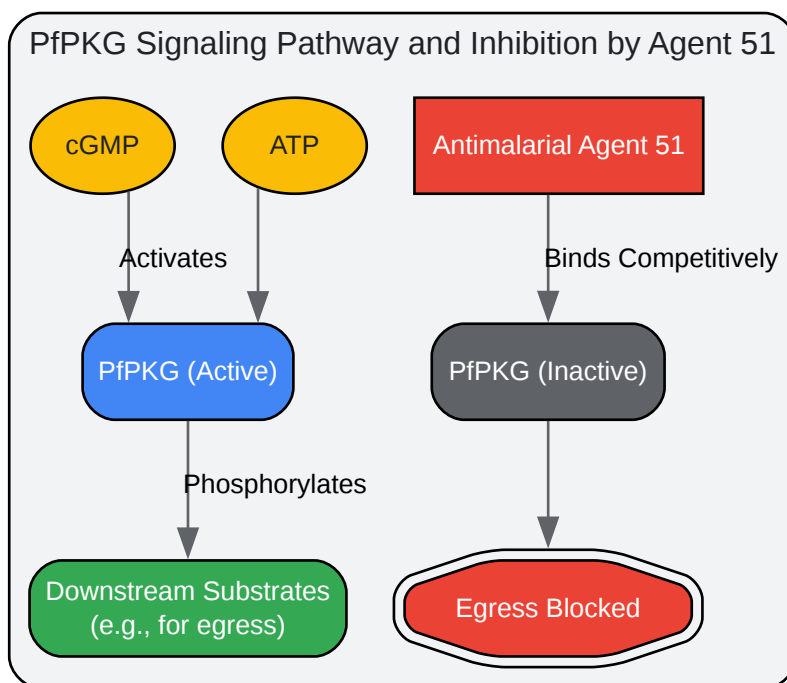 PfPKG Signaling Pathway and Inhibition by Agent 51
cGMP
ATP
Antimalarial Agent 51
Activates
Binds Competitively
PfPKG (Active)
PfPKG (Inactive)
Phosphorylates
Downstream Substrates
(e.g., for egress)
Egress Blocked